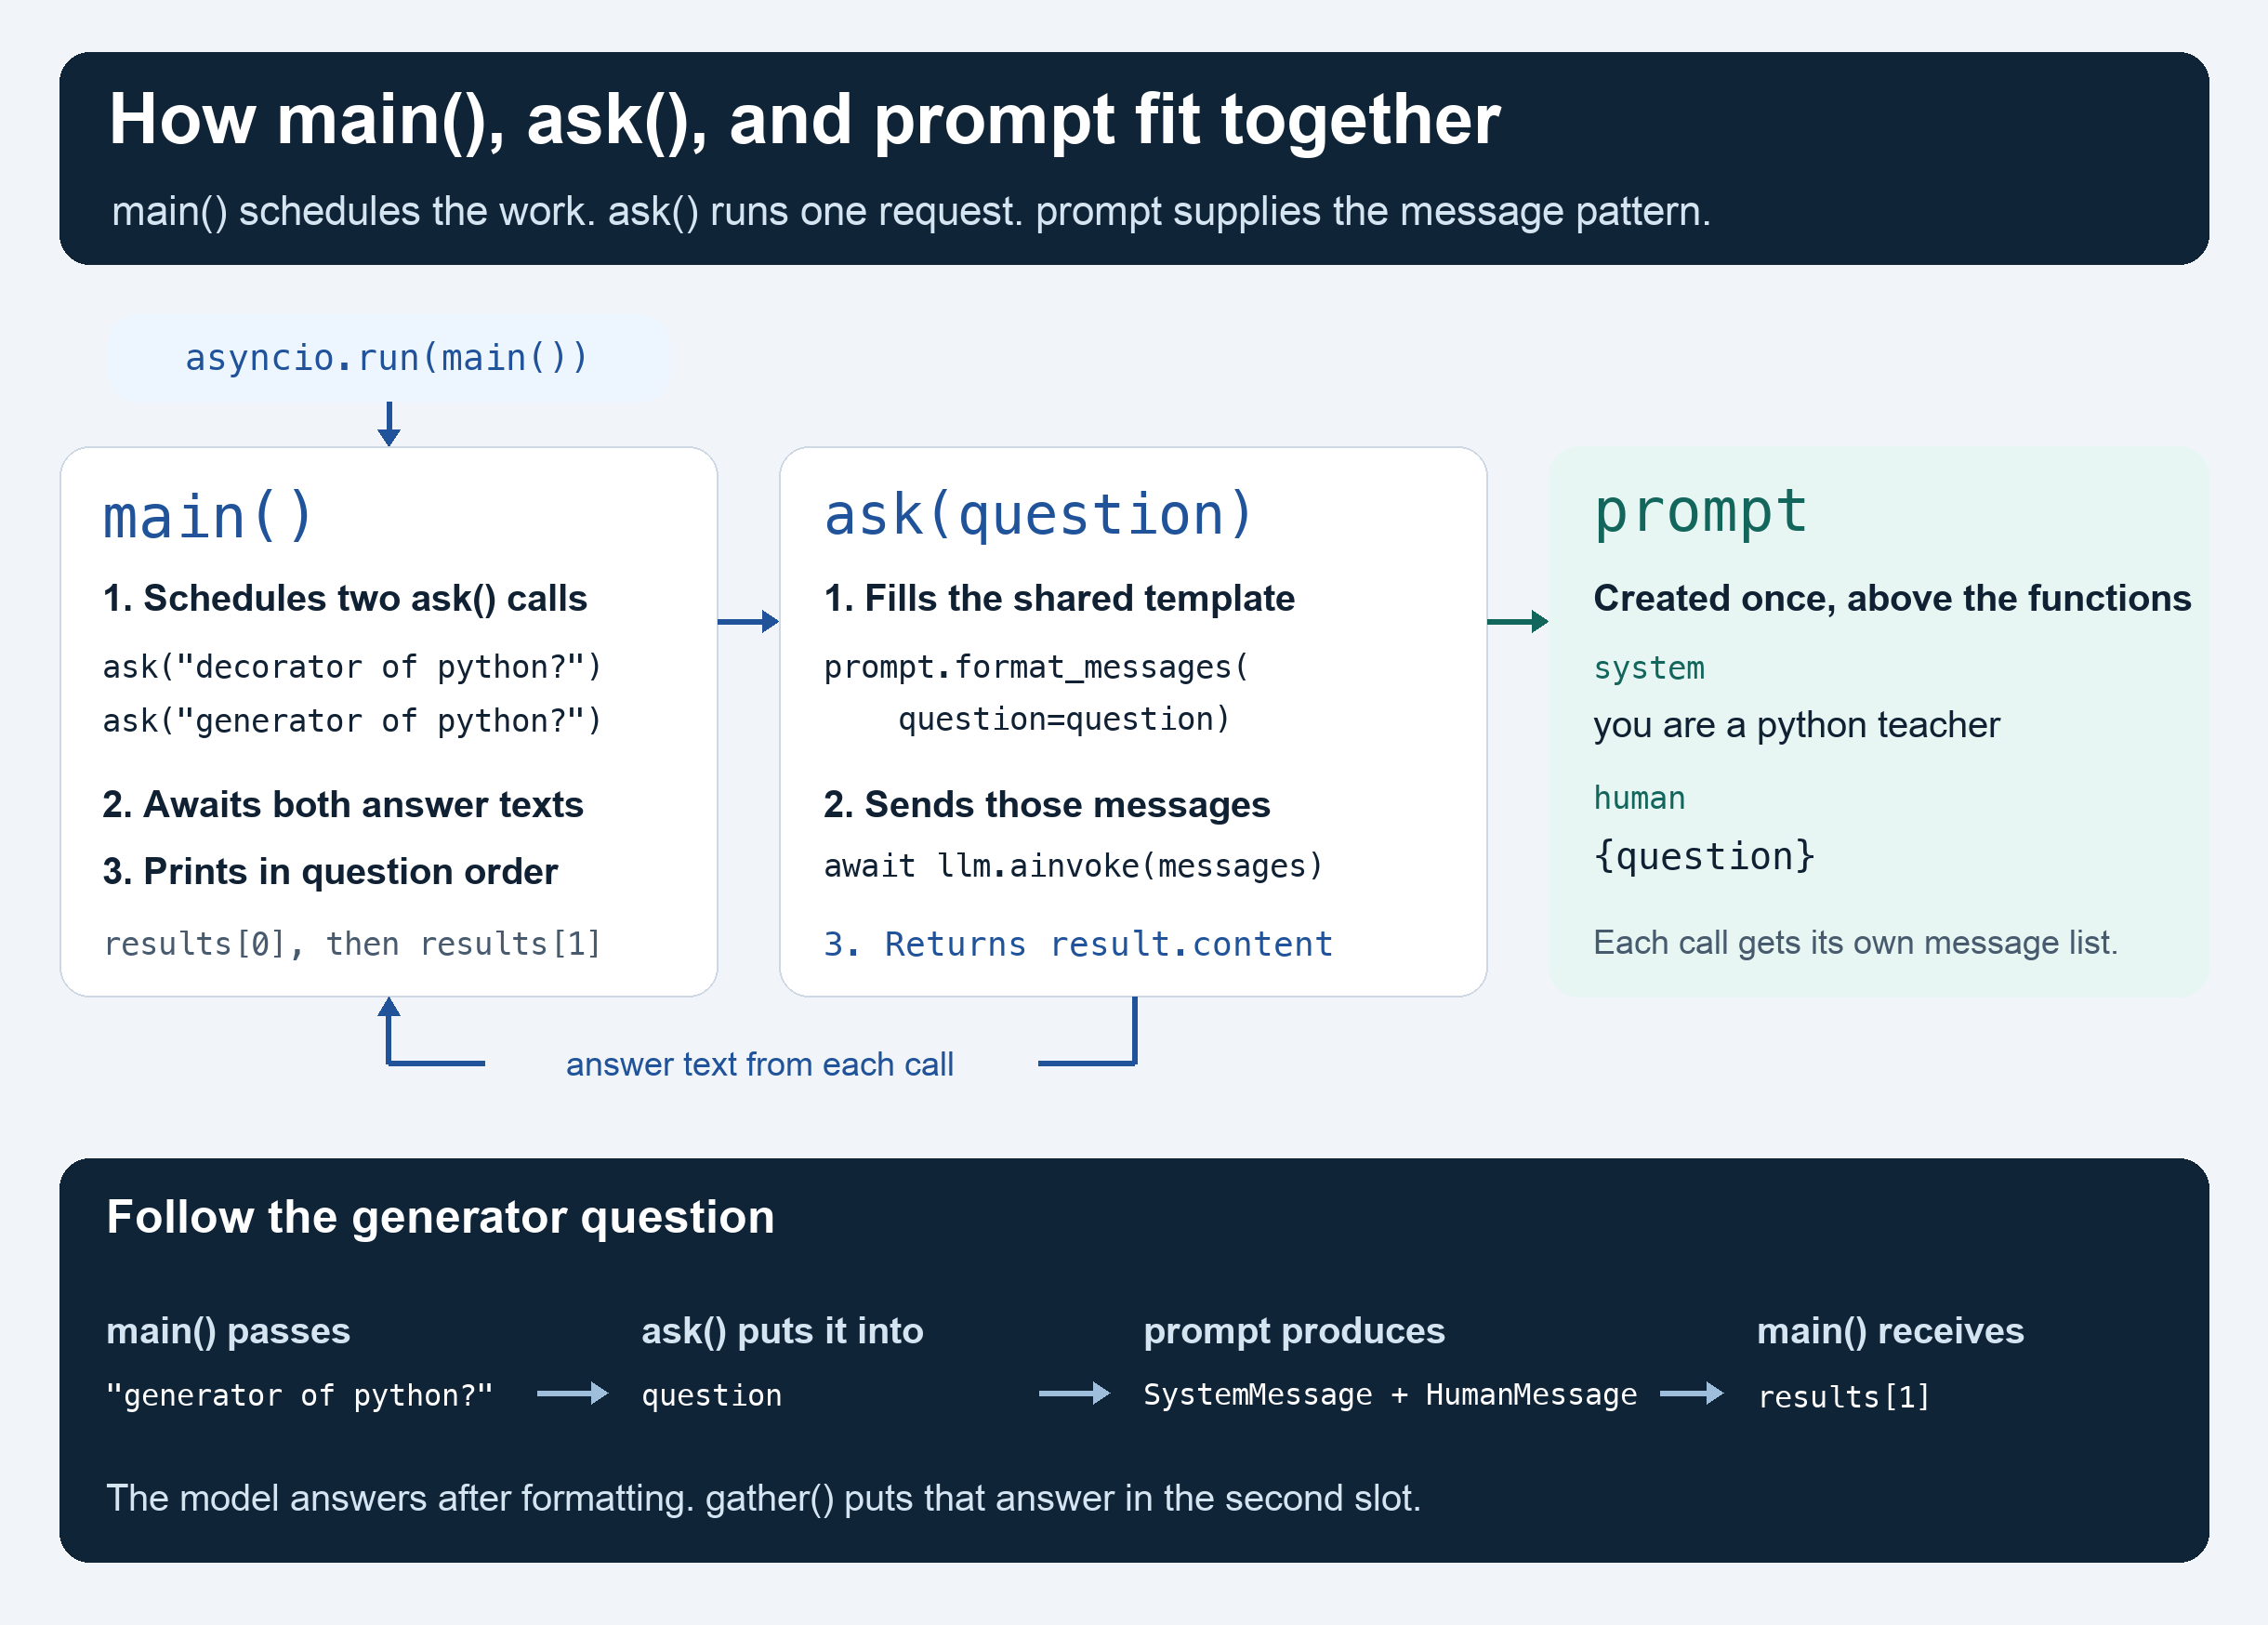 How main(), ask(), and prompt fit together
main() schedules the work. ask() runs one request. prompt supplies the message pattern.
asyncio.run(main())
main()
1. Schedules two ask() calls
ask("decorator of python?")
ask("generator of python?")
2. Awaits both answer texts
3. Prints in question order
results[0], then results[1]
ask(question)
1. Fills the shared template
prompt.format_messages(
    question=question)
2. Sends those messages
await llm.ainvoke(messages)
3. Returns result.content
prompt
Created once, above the functions
system
you are a python teacher
human
{question}
Each call gets its own message list.
answer text from each call
Follow the generator question
main() passes
"generator of python?"
ask() puts it into
question
prompt produces
SystemMessage + HumanMessage
main() receives
results[1]
The model answers after formatting. gather() puts that answer in the second slot.